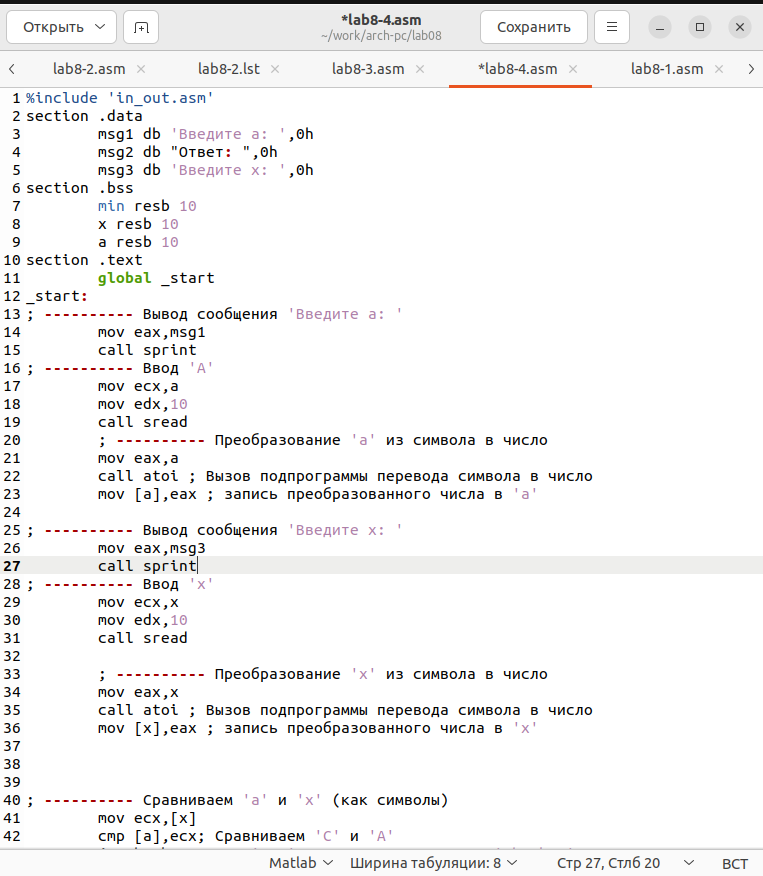 Открыть
*lab8-4.asm
~/work/arch-pc/lab08
Сохранить
lab8-2.asm × lab8-2.lst × lab8-3.asm × *lab8-4.asm × lab8-1.asm ×
1 %include 'in_out.asm'
2 section .data
3 msg1 db 'Введите a: ',0h
4 msg2 db "Ответ: ",0h
5 msg3 db 'Введите x: ',0h
6 section .bss
7 min resb 10
8 x resb 10
9 a resb 10
10 section .text
11 global _start
12 _start:
13 ; ---------- Вывод сообщения 'Введите a: '
14 mov eax,msg1
15 call sprint
16 ; ---------- Ввод 'A'
17 mov ecx,a
18 mov edx,10
19 call sread
20 ; ---------- Преобразование 'a' из символа в число
21 mov eax,a
22 call atoi ; Вызов подпрограммы перевода символа в число
23 mov [a],eax ; запись преобразованного числа в 'a'
24
25 ; ---------- Вывод сообщения 'Введите x: '
26 mov eax,msg3
27 call sprint
28 ; ---------- Ввод 'x'
29 mov ecx,x
30 mov edx,10
31 call sread
32
33 ; ---------- Преобразование 'x' из символа в число
34 mov eax,x
35 call atoi ; Вызов подпрограммы перевода символа в число
36 mov [x],eax ; запись преобразованного числа в 'x'
37
38
39
40 ; ---------- Сравниваем 'a' и 'x' (как символы)
41 mov ecx,[x]
42 cmp [a],ecx; Сравниваем 'C' и 'A'
Matlab Ширина табуляции: 8 Стр 27, Стлб 20 ВСТ